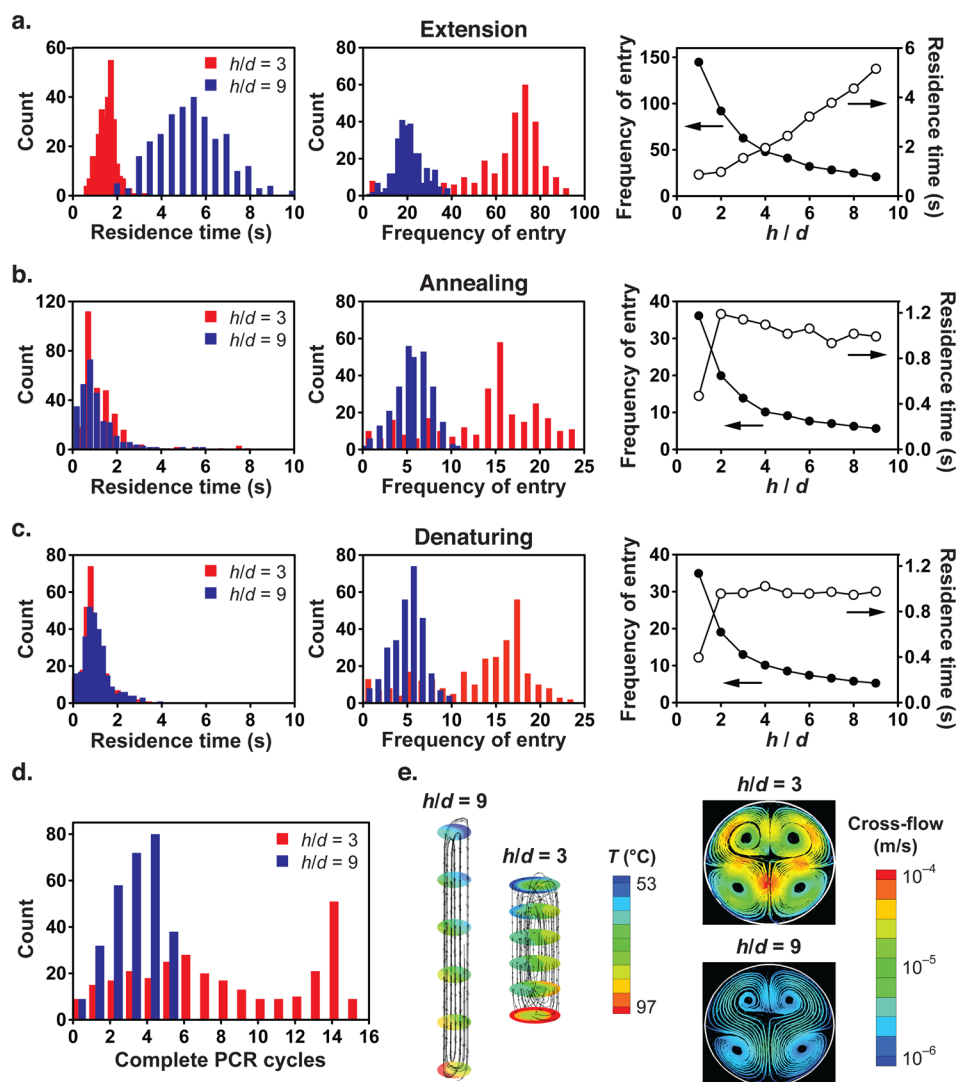 a.
Extension
Count
60
40
20
0
h/d = 3
h/d = 9
0 2 4 6 8 10
Residence time (s)
Count
80
60
40
20
0
0 20 40 60 80 100
Frequency of entry
Frequency of entry
150
100
50
0
6
4
2
0
Residence time (s)
0 2 4 6 8 10
h / d
b.
Annealing
Count
120
80
40
0
h/d = 3
h/d = 9
0 2 4 6 8 10
Residence time (s)
Count
80
60
40
20
0
0 5 10 15 20 25
Frequency of entry
Frequency of entry
40
30
20
10
0
1.2
0.8
0.4
0.0
Residence time (s)
0 2 4 6 8 10
h / d
c.
Denaturing
Count
80
60
40
20
0
h/d = 3
h/d = 9
0 2 4 6 8 10
Residence time (s)
Count
80
60
40
20
0
0 5 10 15 20 25
Frequency of entry
Frequency of entry
40
30
20
10
0
1.2
0.8
0.4
0.0
Residence time (s)
0 2 4 6 8 10
h / d
d.
Count
80
60
40
20
0
h/d = 3
h/d = 9
0 2 4 6 8 10 12 14 16
Complete PCR cycles
e.
h/d = 9
h/d = 3
T (°C)
53
97
h/d = 3
h/d = 9
Cross-flow
(m/s)
10⁻⁴
10⁻⁵
10⁻⁶